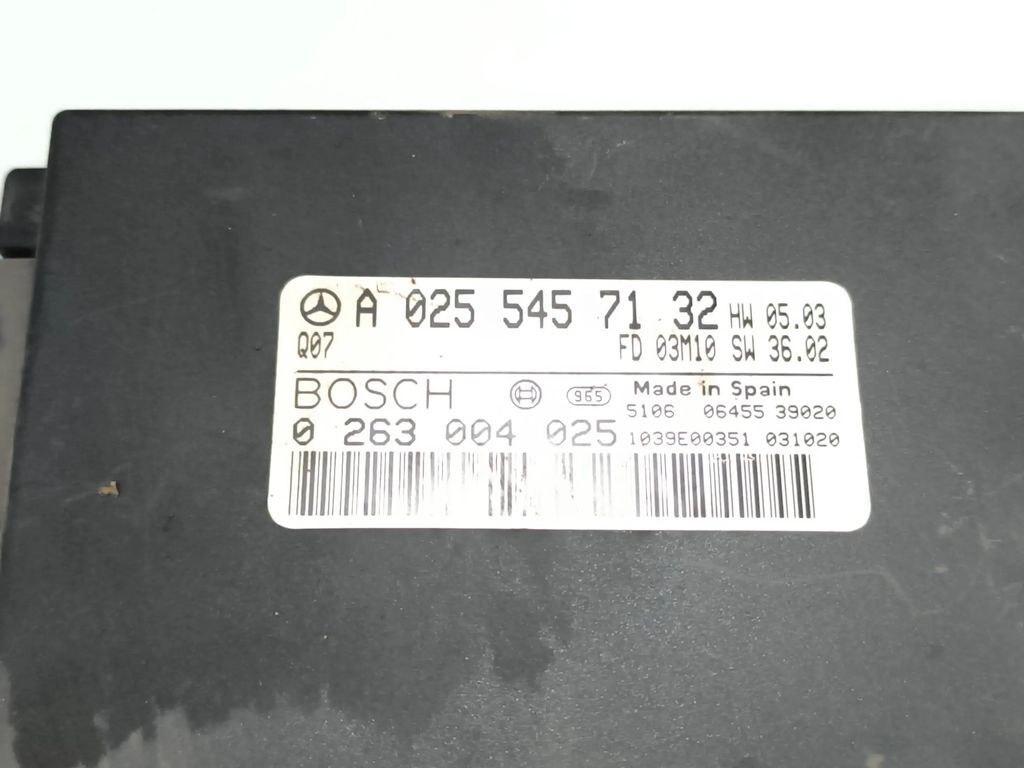 A 025 545 71 32 HW 05.03
Q07 FD 03M10 SW 36.02
BOSCH 965 Made in Spain
5106 06455 39020
0 263 004 025 1039E00351 031020